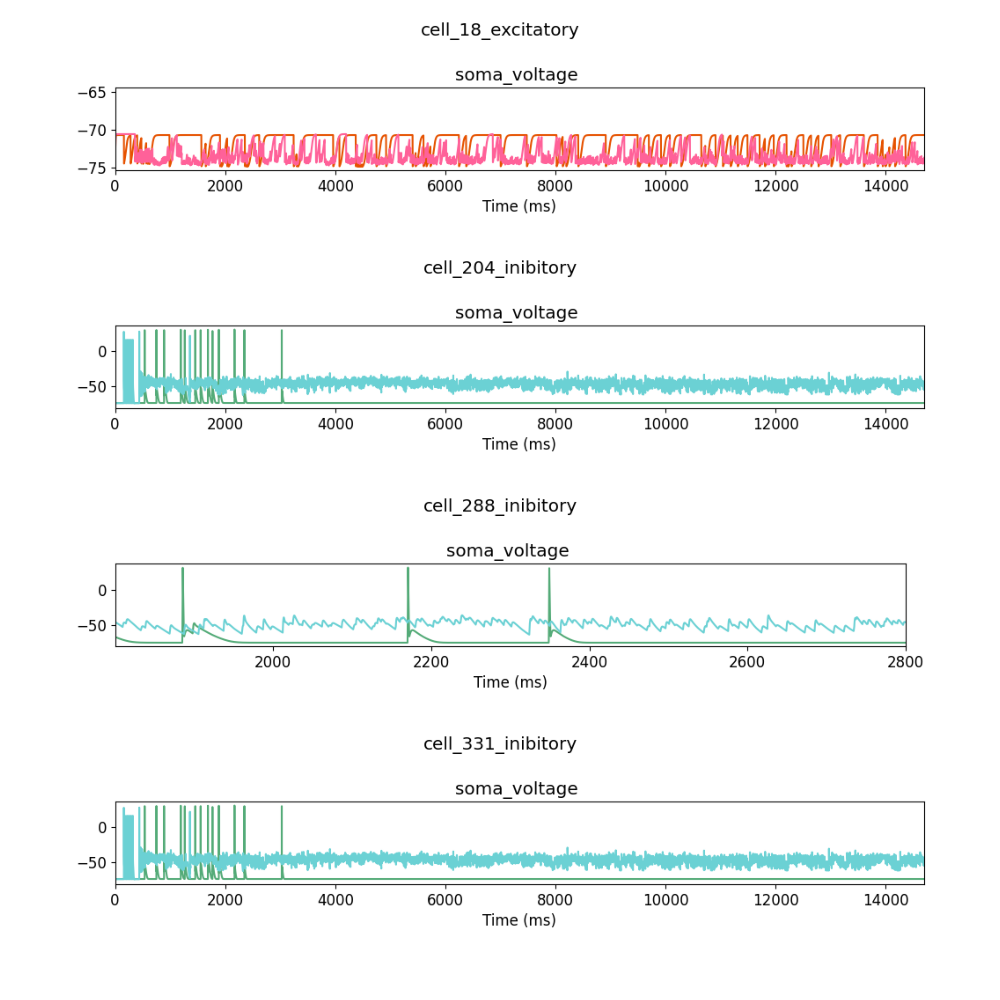 cell_18_excitatory
soma_voltage
−65
−70
−75
0 2000 4000 6000 8000 10000 12000 14000
Time (ms)
cell_204_inibitory
soma_voltage
0
−50
0 2000 4000 6000 8000 10000 12000 14000
Time (ms)
cell_288_inibitory
soma_voltage
0
−50
2000 2200 2400 2600 2800
Time (ms)
cell_331_inibitory
soma_voltage
0
−50
0 2000 4000 6000 8000 10000 12000 14000
Time (ms)